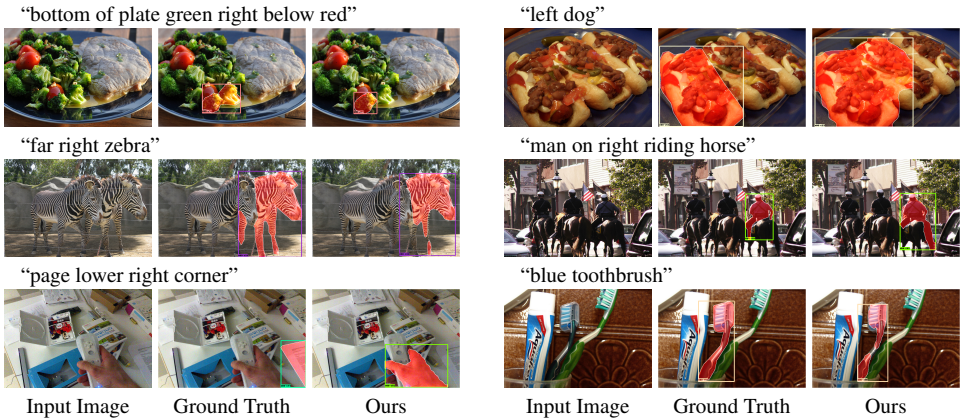 “bottom of plate green right below red”
“left dog”
“far right zebra”
“man on right riding horse”
“page lower right corner”
“blue toothbrush”
Input Image
Ground Truth
Ours
Input Image
Ground Truth
Ours